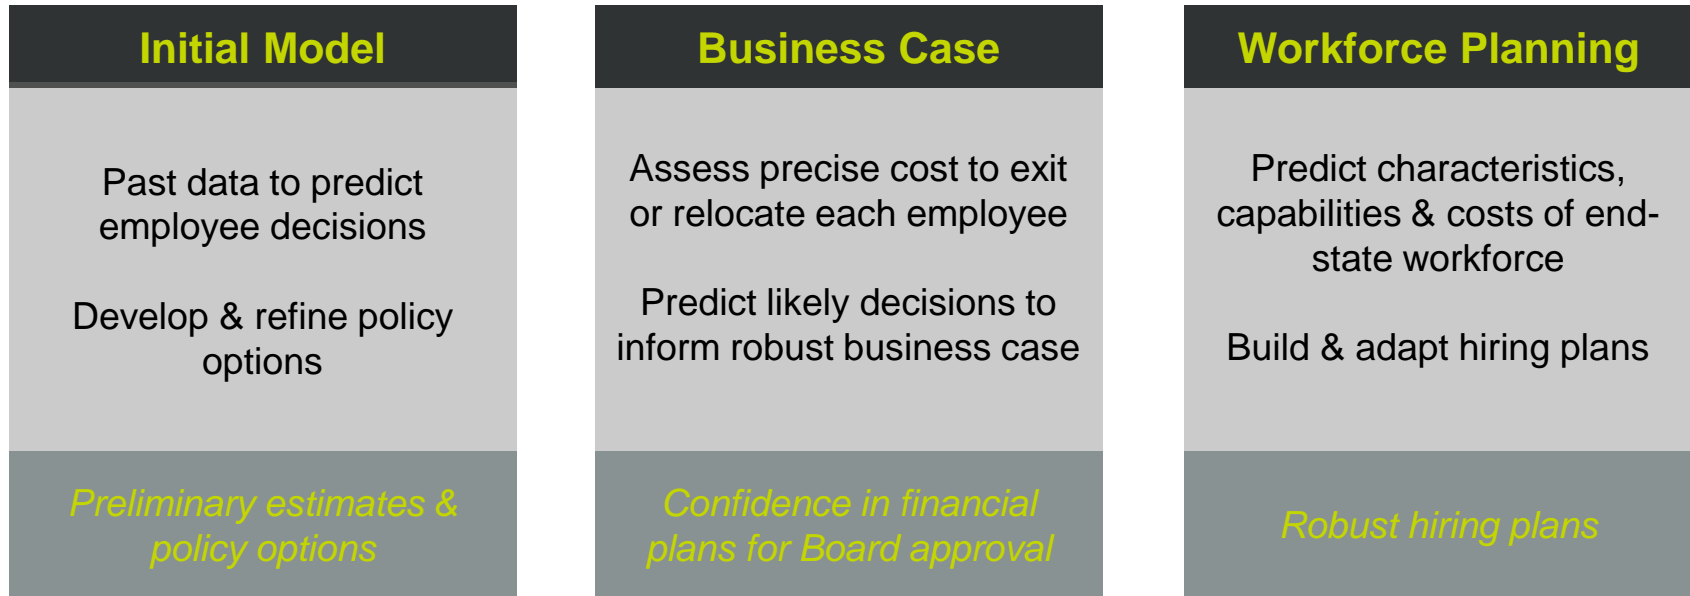 Initial Model
Past data to predict
employee decisions
Develop & refine policy
options
Preliminary estimates &
policy options
Business Case
Assess precise cost to exit
or relocate each employee
Predict likely decisions to
inform robust business case
Confidence in financial
plans for Board approval
Workforce Planning
Predict characteristics,
capabilities & costs of end-
state workforce
Build & adapt hiring plans
Robust hiring plans